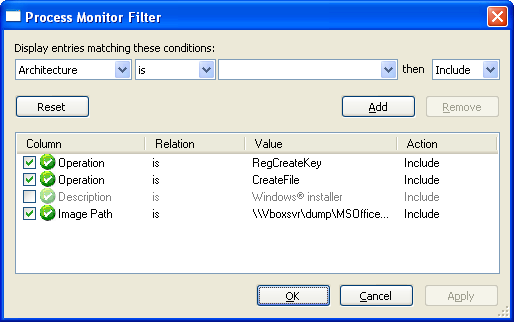 Process Monitor Filter
Display entries matching these conditions:
Architecture is then Include
Reset Add Remove
Column Relation Value Action
Operation is RegCreateKey Include
Operation is CreateFile Include
Description is Windows® installer Include
Image Path is \\Vboxsvr\dump\MSOffice... Include
OK Cancel Apply